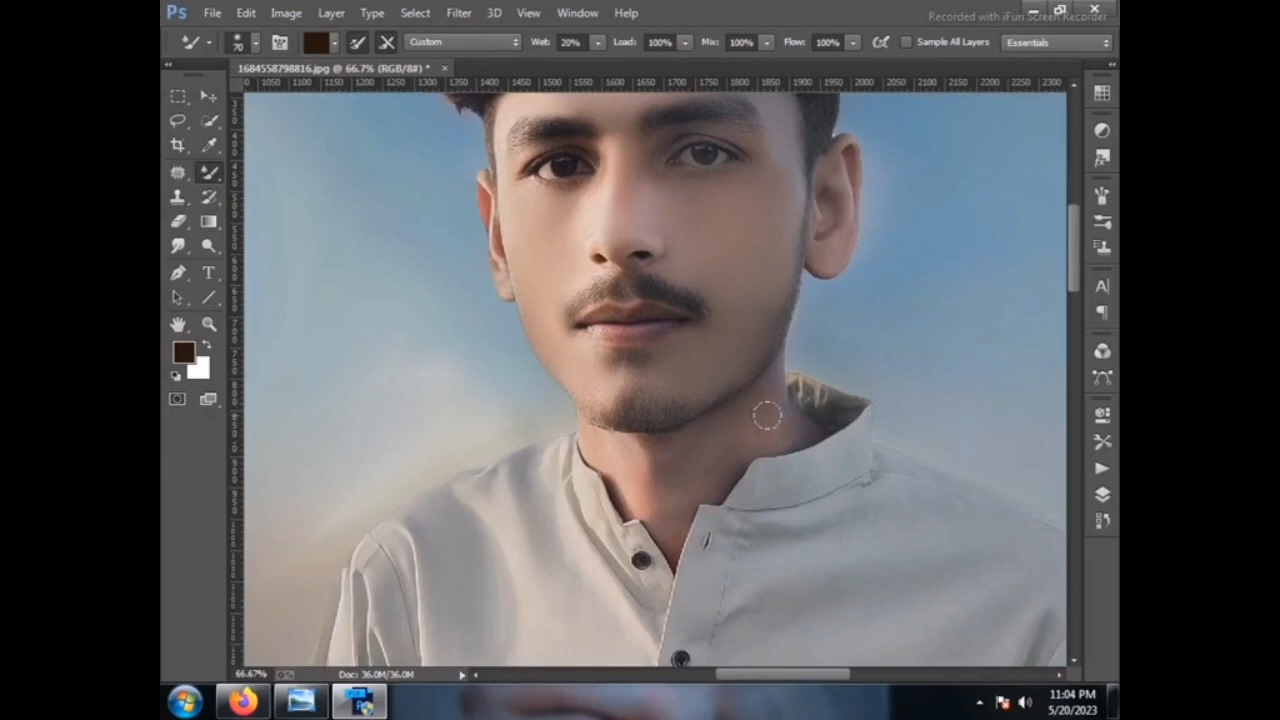 Ps File Edit Image Layer Type Select Filter 3D View Window Help
Recorded with iFun Screen Recorder
70 Custom Wet: 20% Load: 100% Mix: 100% Flow: 100% Sample All Layers Essentials
1684558798816.jpg @ 66.7% (RGB/8#) * ×
0 1050 1100 1150 1200 1250 1300 1350 1400 1450 1500 1550 1600 1650 1700 1750 1800 1850 1900 1950 2000 2050 2100 2150 2200 2250 2300
T
A
66.67% Doc: 36.0M/36.0M
11:04 PM
5/20/2023